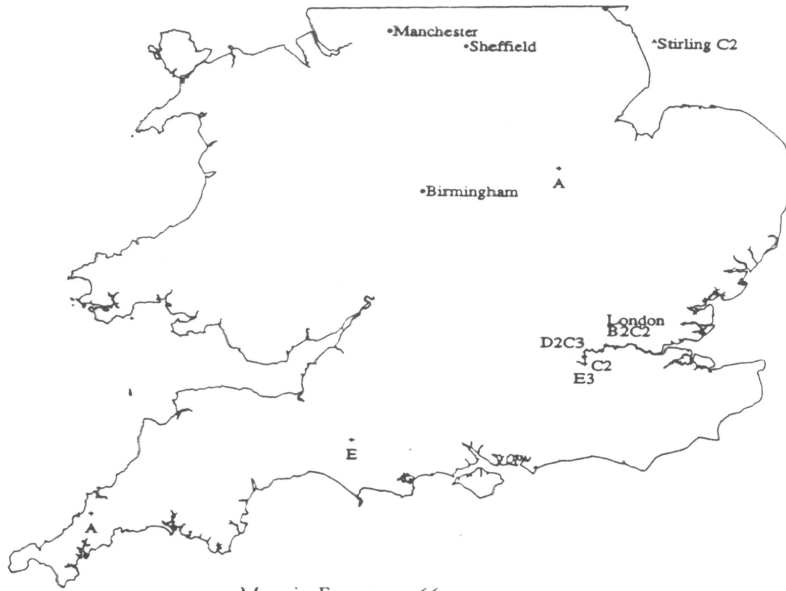 Manchester
Sheffield
Stirling C2
A
Birmingham
London
B2C2
D2C3
C2
E3
E
A